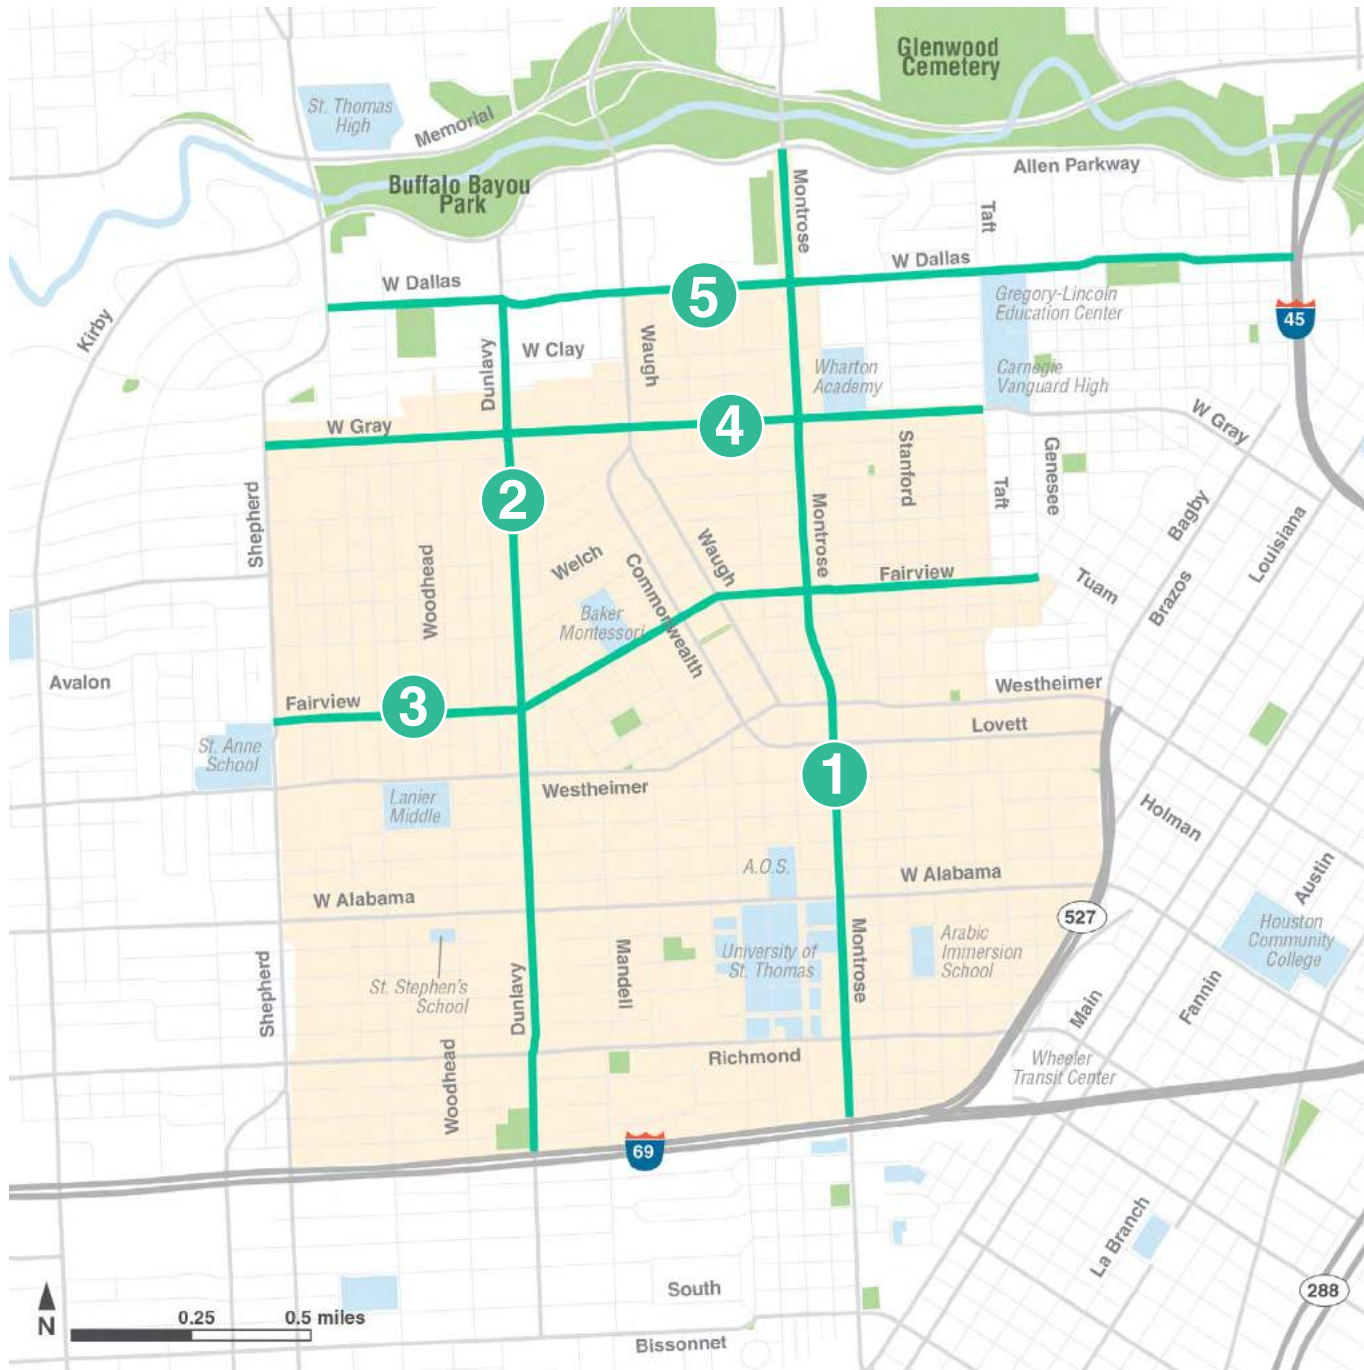 Glenwood
Cemetery
St. Thomas
High
Memorial
Allen Parkway
Buffalo Bayou
Park
Montrose
Taft
W Dallas
W Dallas
5
Gregory-Lincoln
Education Center
45
Kirby
Dunlavy
W Clay
Waugh
Wharton
Academy
Carnegie
Vanguard High
W Gray
4
W Gray
Stanford
Genesee
Shepherd
2
Montrose
Taft
Bagby
Louisiana
Woodhead
Welch
Commonwealth
Waugh
Fairview
Tuam
Brazos
Baker
Montessori
Avalon
Fairview
3
Westheimer
Lovett
St. Anne
School
1
Westheimer
Lanier
Middle
Holman
A.O.S.
W Alabama
W Alabama
Austin
527
Houston
Community
College
Shepherd
St. Stephen's
School
Dunlavy
Mandell
University of
St. Thomas
Montrose
Arabic
Immersion
School
Main
Fannin
Woodhead
Richmond
Wheeler
Transit Center
69
La Branch
South
288
N
0.25
0.5 miles
Bissonnet